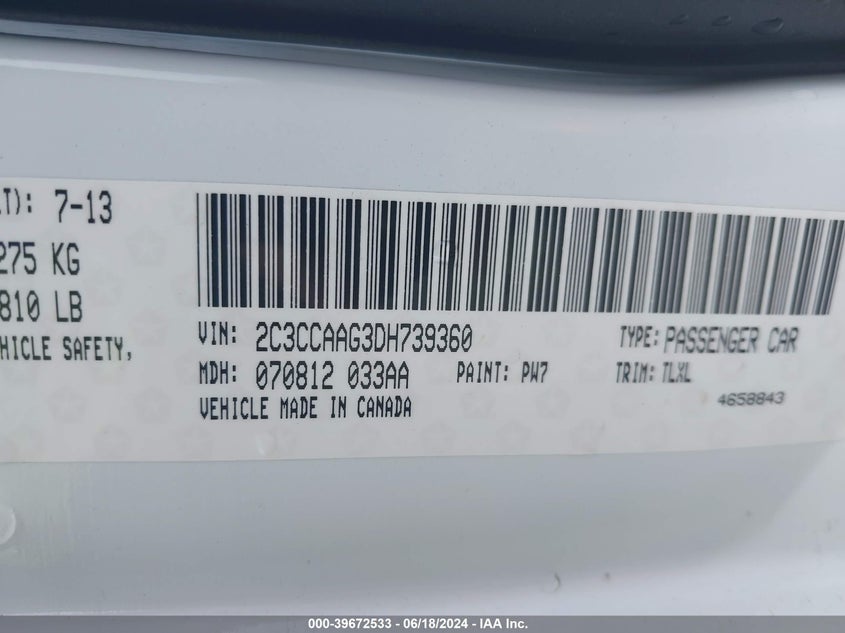 LT): 7-13
275 KG
810 LB
HICLE SAFETY,
VIN: 2C3CCAAG3DH739360
TYPE: PASSENGER CAR
MDH: 070812 033AA
PAINT: PW7
TRIM: TLXL
VEHICLE MADE IN CANADA
4658843
000-39672533 - 06/18/2024 - IAA Inc.